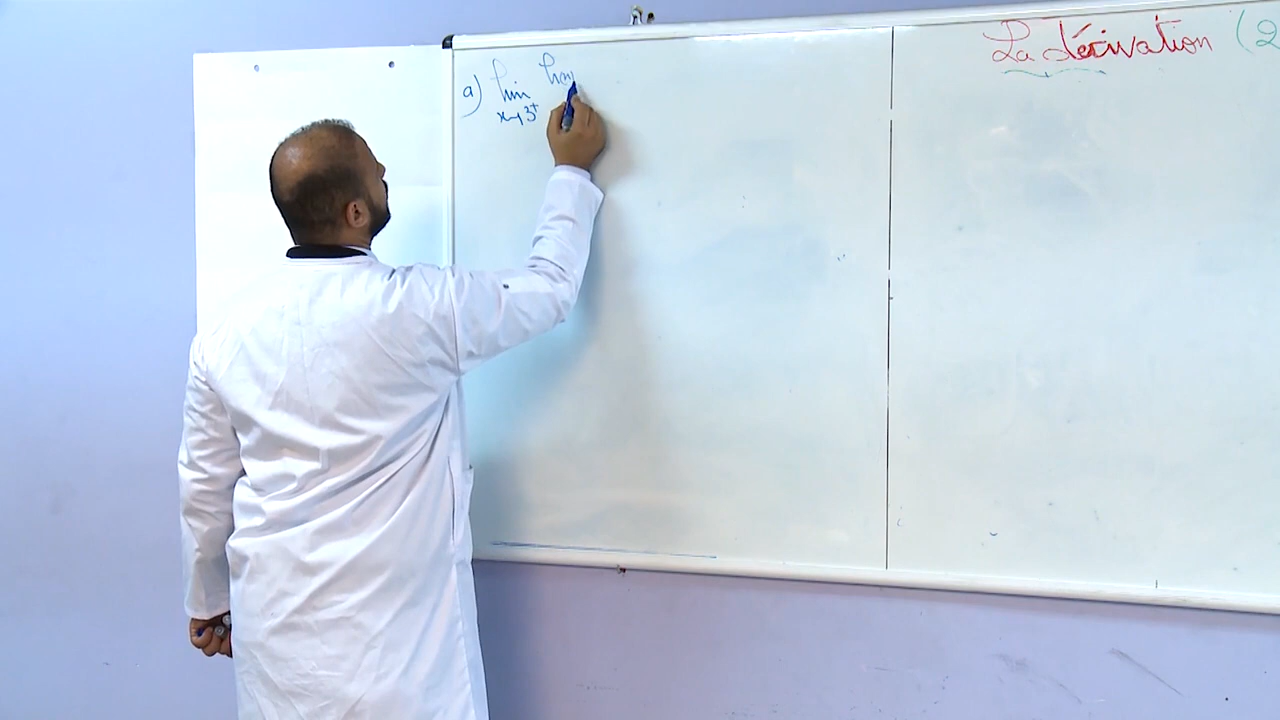 La dérivation (2
a) lim h(x)
x→3⁺